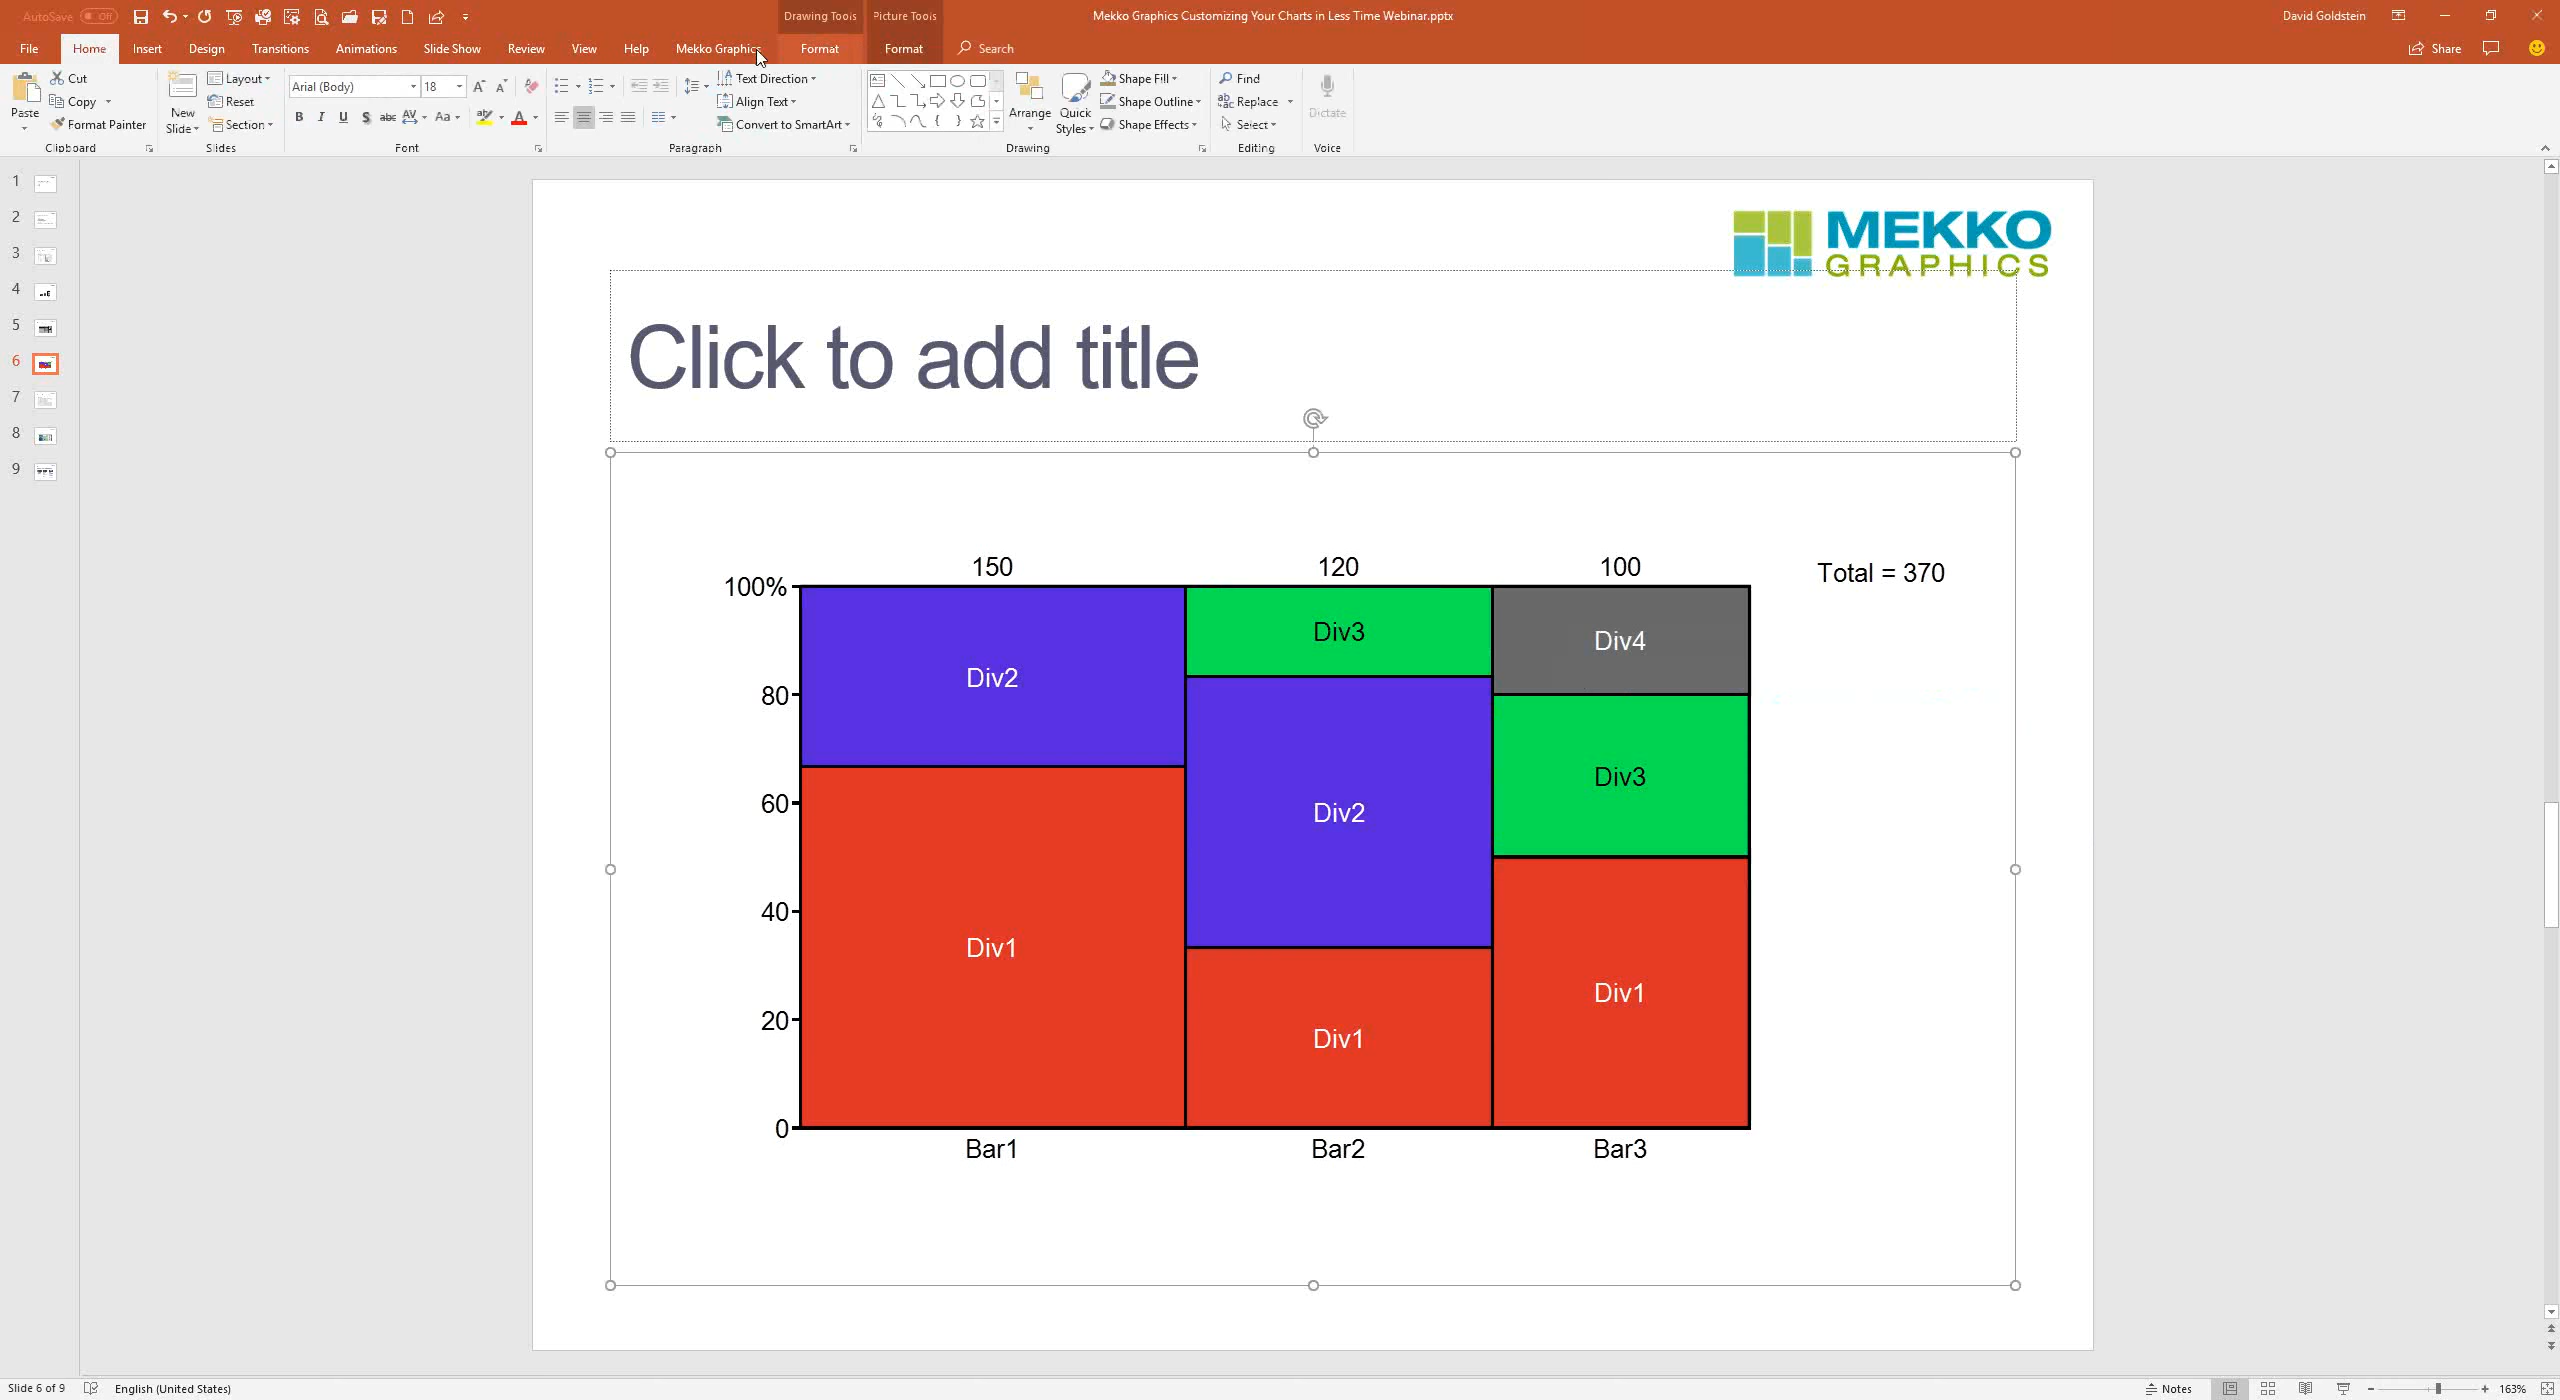 AutoSave Off
Drawing Tools Picture Tools
Mekko Graphics Customizing Your Charts in Less Time Webinar.pptx
David Goldstein
File Home Insert Design Transitions Animations Slide Show Review View Help Mekko Graphics Format Format Search
Share
Paste
Cut
Copy
Format Painter
Clipboard
New
Slide
Layout
Reset
Section
Slides
Arial (Body) 18
B I U S abc AV Aa A
Font
Text Direction
Align Text
Convert to SmartArt
Paragraph
Arrange
Quick
Styles
Shape Fill
Shape Outline
Shape Effects
Drawing
Find
Replace
Select
Editing
Dictate
Voice
1
2
3
4
5
6
7
8
9
MEKKO
GRAPHICS
Click to add title
150 120 100
Total = 370
100%
80
60
40
20
0
Div2
Div1
Div3
Div2
Div1
Div4
Div3
Div1
Bar1 Bar2 Bar3
Slide 6 of 9
English (United States)
Notes
163%